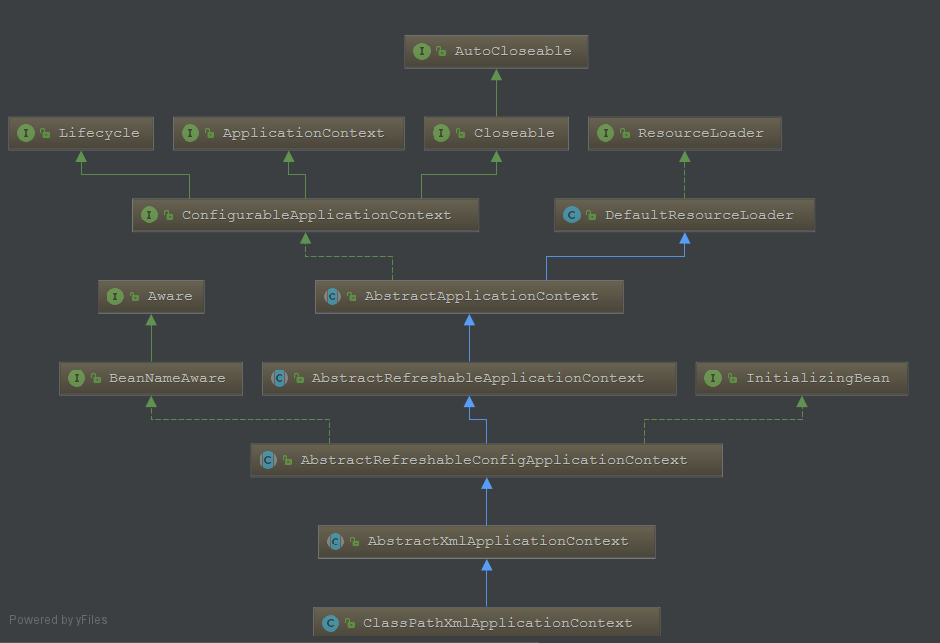 AutoCloseable
Lifecycle
ApplicationContext
Closeable
ResourceLoader
ConfigurableApplicationContext
DefaultResourceLoader
Aware
AbstractApplicationContext
BeanNameAware
AbstractRefreshableApplicationContext
InitializingBean
AbstractRefreshableConfigApplicationContext
AbstractXmlApplicationContext
ClassPathXmlApplicationContext
Powered by yFiles